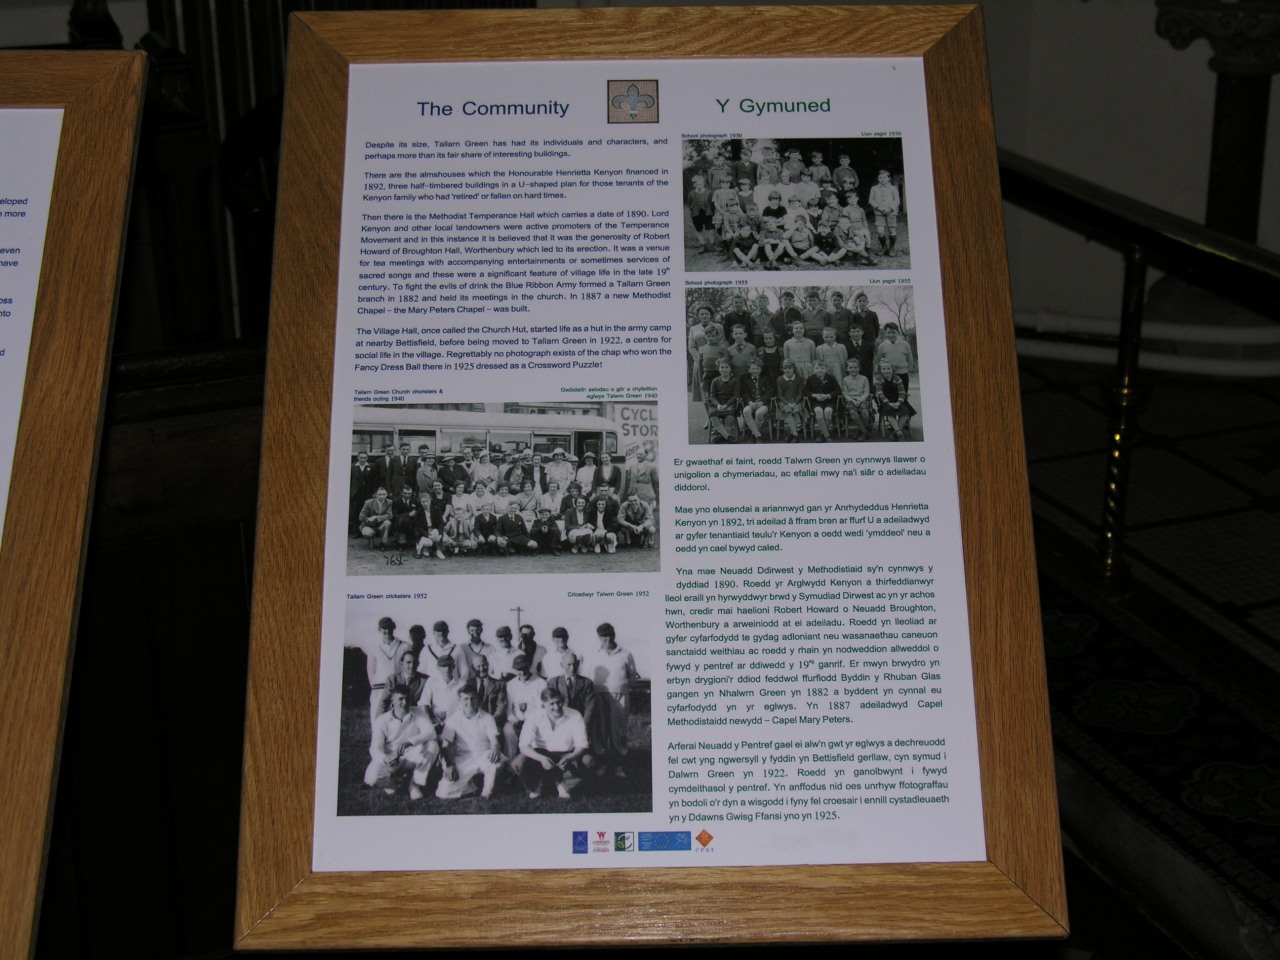 The Community
Despite its size, Tallarn Green has had its individuals and characters, and
perhaps more than its fair share of interesting buildings.
There are the almshouses which the Honourable Henrietta Kenyon financed in
1892, three half-timbered buildings in a U-shaped plan for those tenants of the
Kenyon family who had 'retired' or fallen on hard times.
Then there is the Methodist Temperance Hall which carries a date of 1890. Lord
Kenyon and other local landowners were active promoters of the Temperance
Movement and in this instance it is believed that it was the generosity of Robert
Howard of Broughton Hall, Worthenbury which led to its erection. It was a venue
for tea meetings with accompanying entertainments or sometimes services of
sacred songs and these were a significant feature of village life in the late 19th
century. To fight the evils of drink the Blue Ribbon Army formed a Tallarn Green
branch in 1882 and held its meetings in the church. In 1887 a new Methodist
Chapel – the Mary Peters Chapel – was built.
The Village Hall, once called the Church Hut, started life as a hut in the army camp
at nearby Bettisfield, before being moved to Tallarn Green in 1922, a centre for
social life in the village. Regrettably no photograph exists of the chap who won the
Fancy Dress Ball there in 1925 dressed as a Crossword Puzzle!
Tallarn Green Church choristers &
friends outing 1940
Gwibdaith aelodau o gôr a chyfeillion
eglwys Talwrn Green 1940
CYCL
STOR
764
Tallarn Green cricketers 1952
Cricedwyr Talwrn Green 1952
Y Gymuned
School photograph 1930
Llun ysgol 1930
School photograph 1955
Llun ysgol 1955
Er gwaethaf ei faint, roedd Talwrn Green yn cynnwys llawer o
unigolion a chymeriadau, ac efallai mwy na'i siâr o adeiladau
diddorol.
Mae yno elusendai a ariannwyd gan yr Anrhydeddus Henrietta
Kenyon yn 1892, tri adeilad â ffram bren ar ffurf U a adeiladwyd
ar gyfer tenantiaid teulu'r Kenyon a oedd wedi 'ymddeol' neu a
oedd yn cael bywyd caled.
Yna mae Neuadd Ddirwest y Methodistiaid sy'n cynnwys y
dyddiad 1890. Roedd yr Arglwydd Kenyon a thirfeddianwyr
lleol eraill yn hyrwyddwyr brwd y Symudiad Dirwest ac yn yr achos
hwn, credir mai haelioni Robert Howard o Neuadd Broughton,
Worthenbury a arweiniodd at ei adeiladu. Roedd yn lleoliad ar
gyfer cyfarfodydd te gydag adloniant neu wasanaethau caneuon
sanctaidd weithiau ac roedd y rhain yn nodweddion allweddol o
fywyd y pentref ar ddiwedd y 19eg ganrif. Er mwyn brwydro yn
erbyn drygioni'r ddiod feddwol ffurfiodd Byddin y Rhuban Glas
gangen yn Nhalwrn Green yn 1882 a byddent yn cynnal eu
cyfarfodydd yn yr eglwys. Yn 1887 adeiladwyd Capel
Methodistaidd newydd – Capel Mary Peters.
Arferai Neuadd y Pentref gael ei alw'n gwt yr eglwys a dechreuodd
fel cwt yng ngwersyll y fyddin yn Bettisfield gerllaw, cyn symud i
Dalwrn Green yn 1922. Roedd yn ganolbwynt i fywyd
cymdeithasol y pentref. Yn anffodus nid oes unrhyw ffotograffau
yn bodoli o'r dyn a wisgodd i fyny fel croesair i ennill cystadleuaeth
yn y Ddawns Gwisg Ffansi yno yn 1925.
CPAT
eloped
more
even
have
oss
nto
d